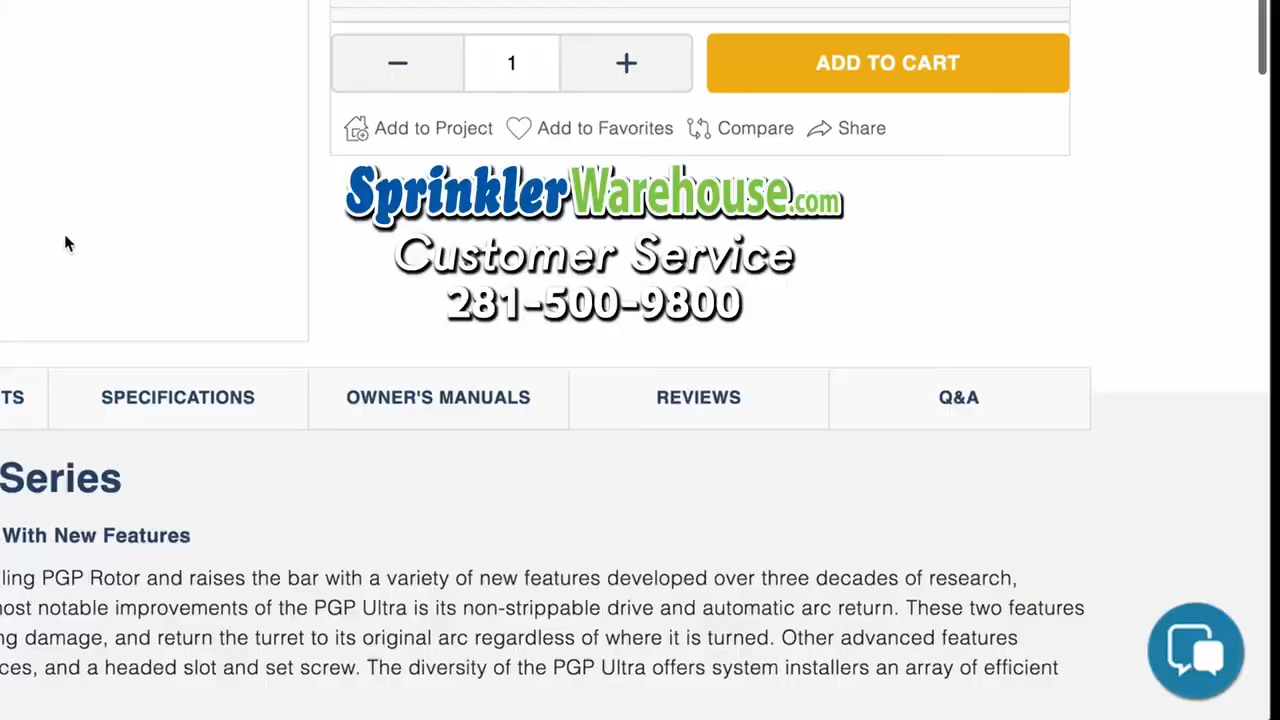 1
ADD TO CART
Add to Project
Add to Favorites
Compare
Share
SprinklerWarehouse.com
Customer Service
281-500-9800
TS
SPECIFICATIONS
OWNER'S MANUALS
REVIEWS
Q&A
Series
With New Features
ling PGP Rotor and raises the bar with a variety of new features developed over three decades of research,
nost notable improvements of the PGP Ultra is its non-strippable drive and automatic arc return. These two features
ng damage, and return the turret to its original arc regardless of where it is turned. Other advanced features
ces, and a headed slot and set screw. The diversity of the PGP Ultra offers system installers an array of efficient